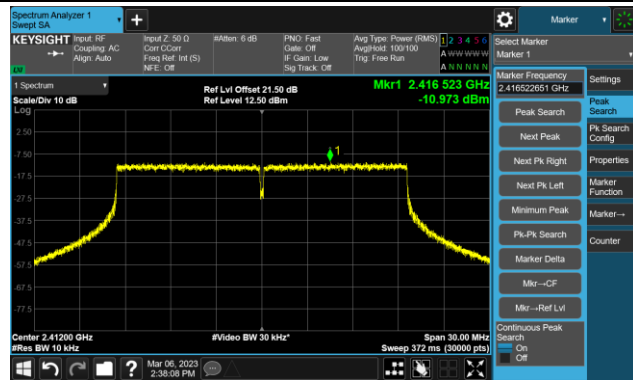 Spectrum Analyzer 1
Swept SA
Marker
KEYSIGHT Input: RF Input Z: 50 Ω #Atten: 6 dB PNO: Fast Avg Type: Power (RMS) 1 2 3 4 5 6
Coupling: AC Corr CCorr Gate: Off Avg|Hold: 100/100 A W W W W W
Align: Auto Freq Ref: Int (S) IF Gain: Low Trig: Free Run
NFE: Off Sig Track: Off A N N N N N
Select Marker
Marker 1
1 Spectrum Ref Lvl Offset 21.50 dB Mkr1 2.416 523 GHz
Scale/Div 10 dB Ref Level 12.50 dBm -10.973 dBm
Log
2.50
-7.50
-17.5
-27.5
-37.5
-47.5
-57.5
-67.5
-77.5
1
Center 2.41200 GHz #Video BW 30 kHz* Span 30.00 MHz
#Res BW 10 kHz Sweep 372 ms (30000 pts)
Marker Frequency
2.416522651 GHz
Peak Search
Next Peak
Next Pk Right
Next Pk Left
Minimum Peak
Pk-Pk Search
Marker Delta
Mkr→CF
Mkr→Ref Lvl
Continuous Peak
Search
On
Off
Settings
Peak
Search
Pk Search
Config
Properties
Marker
Function
Marker→
Counter
Mar 06, 2023
2:38:08 PM